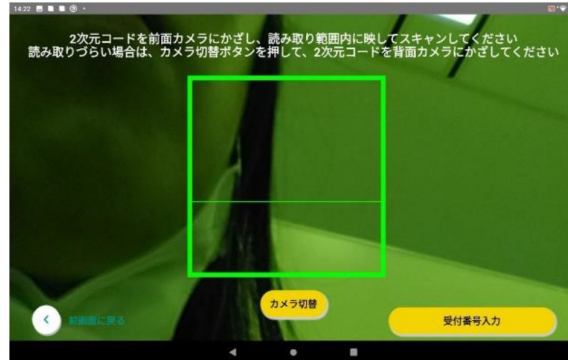 14:22
2次元コードを前面カメラにかざし、読み取り範囲内に映してスキャンしてください
読み取りづらい場合は、カメラ切替ボタンを押して、2次元コードを背面カメラにかざしてください
カメラ切替
前画面に戻る
受付番号入力